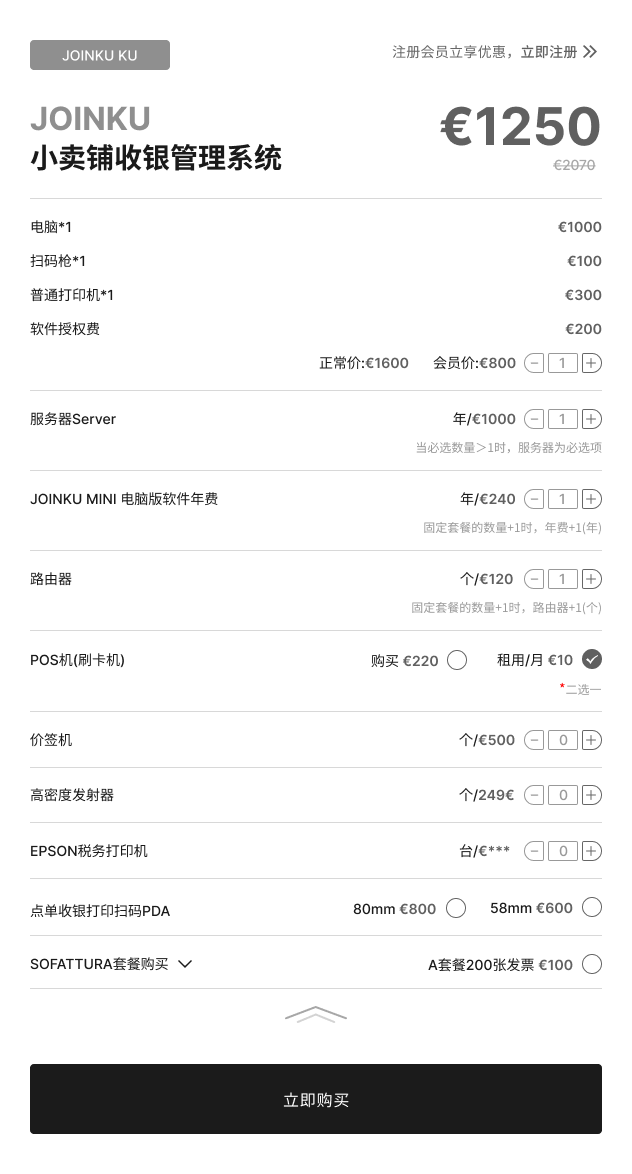 JOINKU KU
注册会员立享优惠，立即注册
JOINKU
小卖铺收银管理系统
€1250
€2070
电脑*1 €1000
扫码枪*1 €100
普通打印机*1 €300
软件授权费 €200
正常价:€1600 会员价:€800 1
服务器Server 年/€1000 1
当必选数量＞1时，服务器为必选项
JOINKU MINI 电脑版软件年费 年/€240 1
固定套餐的数量+1时，年费+1(年)
路由器 个/€120 1
固定套餐的数量+1时，路由器+1(个)
POS机(刷卡机) 购买 €220 租用/月 €10
*二选一
价签机 个/€500 0
高密度发射器 个/249€ 0
EPSON税务打印机 台/€*** 0
点单收银打印扫码PDA 80mm €800 58mm €600
SOFATTURA套餐购买 A套餐200张发票 €100
立即购买